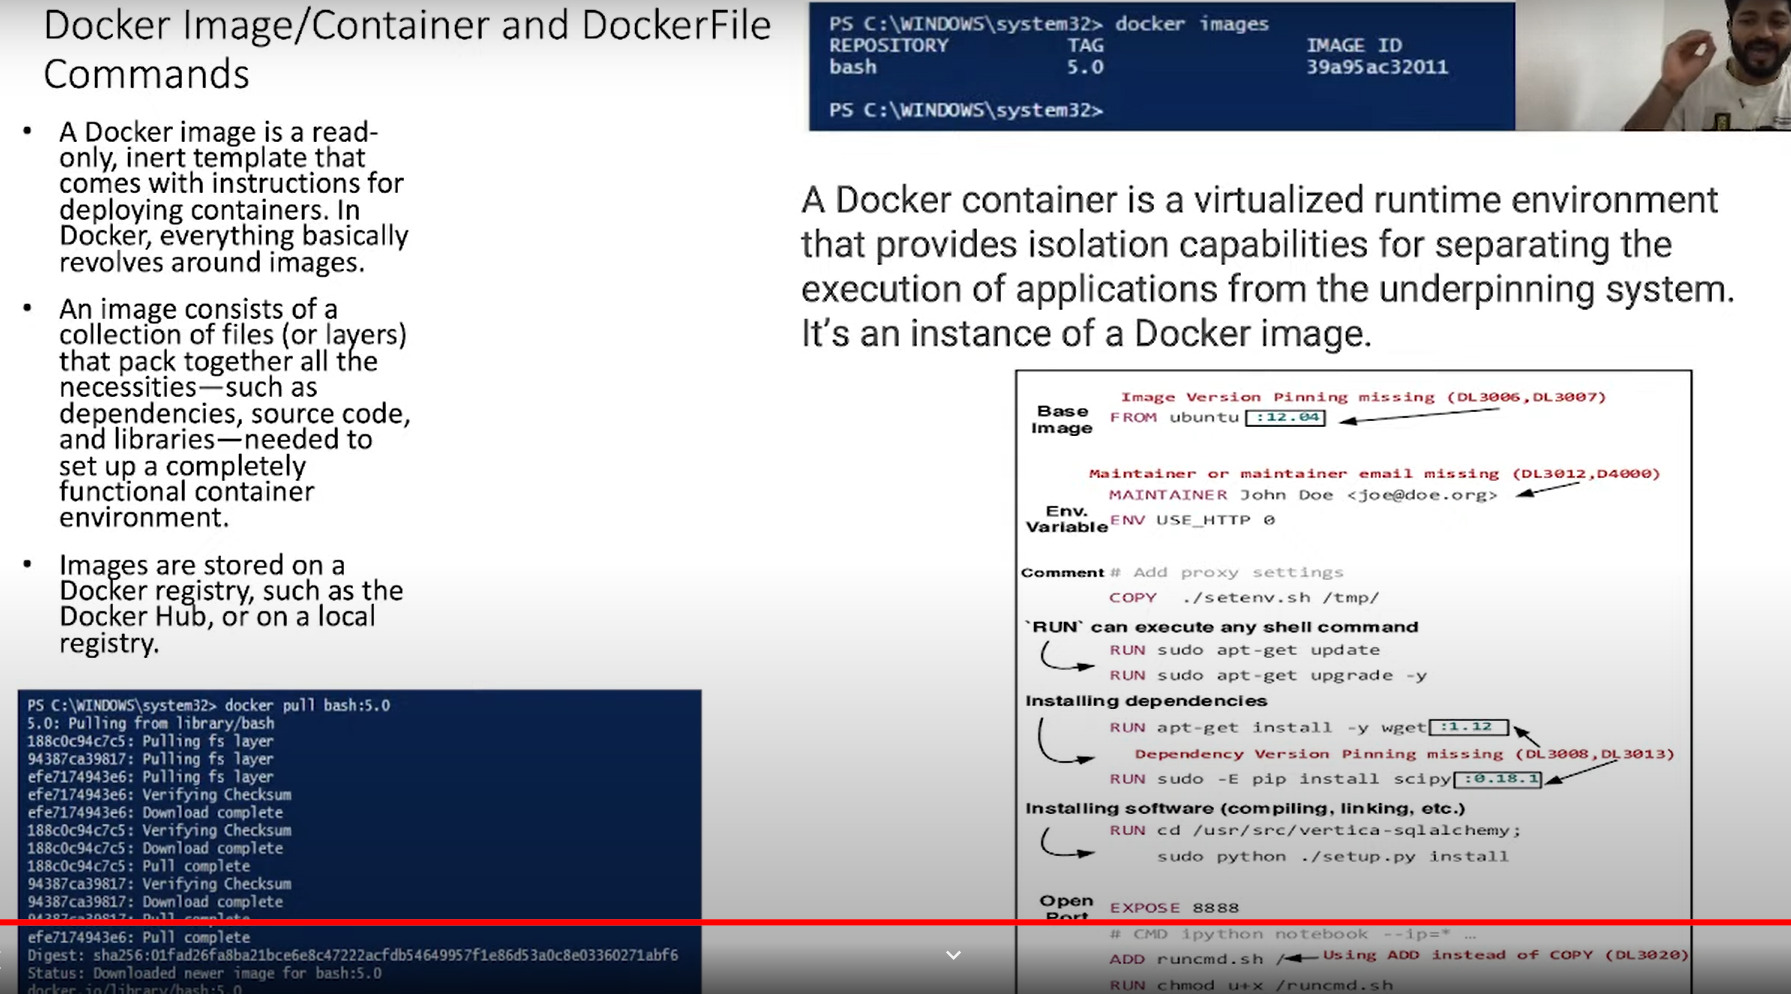 Docker Image/Container and DockerFile
Commands
• A Docker image is a read-
only, inert template that
comes with instructions for
deploying containers. In
Docker, everything basically
revolves around images.
• An image consists of a
collection of files (or layers)
that pack together all the
necessities—such as
dependencies, source code,
and libraries—needed to
set up a completely
functional container
environment.
• Images are stored on a
Docker registry, such as the
Docker Hub, or on a local
registry.
PS C:\WINDOWS\system32> docker pull bash:5.0
5.0: Pulling from library/bash
188c0c94c7c5: Pulling fs layer
94387ca39817: Pulling fs layer
efe7174943e6: Pulling fs layer
efe7174943e6: Verifying Checksum
efe7174943e6: Download complete
188c0c94c7c5: Verifying Checksum
188c0c94c7c5: Download complete
188c0c94c7c5: Pull complete
94387ca39817: Verifying Checksum
94387ca39817: Download complete
94387ca39817: Pull complete
efe7174943e6: Pull complete
Digest: sha256:01fad26fa8ba21bce6e8c47222acfdb54649957f1e86d53a0c8e03360271abf6
Status: Downloaded newer image for bash:5.0
docker.io/library/bash:5.0
PS C:\WINDOWS\system32> docker images
REPOSITORY TAG IMAGE ID
bash 5.0 39a95ac32011
PS C:\WINDOWS\system32>
A Docker container is a virtualized runtime environment
that provides isolation capabilities for separating the
execution of applications from the underpinning system.
It’s an instance of a Docker image.
Image Version Pinning missing (DL3006,DL3007)
Base Image FROM ubuntu :12.04
Maintainer or maintainer email missing (DL3012,D4000)
MAINTAINER John Doe <joe@doe.org>
Env. Variable ENV USE_HTTP 0
Comment # Add proxy settings
COPY ./setenv.sh /tmp/
`RUN` can execute any shell command
RUN sudo apt-get update
RUN sudo apt-get upgrade -y
Installing dependencies
RUN apt-get install -y wget :1.12
Dependency Version Pinning missing (DL3008,DL3013)
RUN sudo -E pip install scipy :0.18.1
Installing software (compiling, linking, etc.)
RUN cd /usr/src/vertica-sqlalchemy;
sudo python ./setup.py install
Open Port EXPOSE 8888
# CMD ipython notebook --ip=* …
ADD runcmd.sh / Using ADD instead of COPY (DL3020)
RUN chmod u+x /runcmd.sh